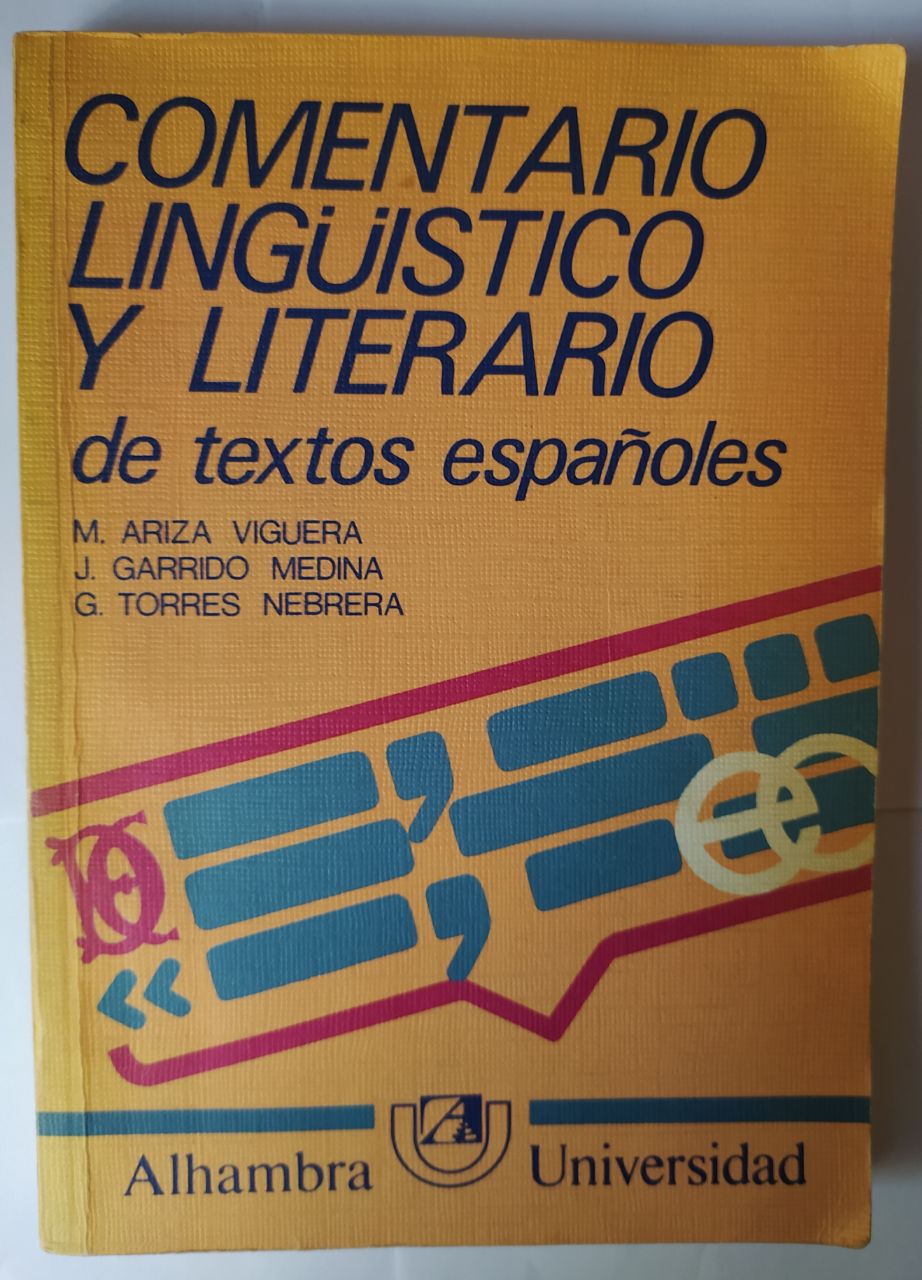 COMENTARIO
LINGÜISTICO
Y LITERARIO
de textos españoles
M. ARIZA VIGUERA
J. GARRIDO MEDINA
G. TORRES NEBRERA
Alhambra Universidad